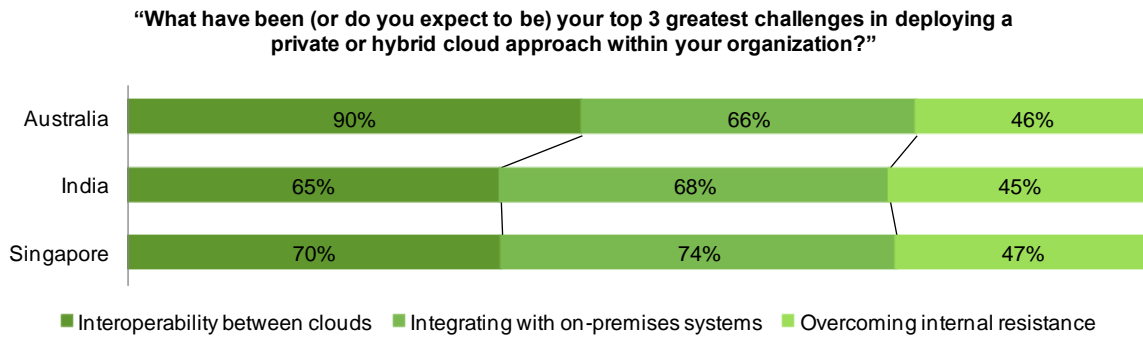 “What have been (or do you expect to be) your top 3 greatest challenges in deploying a
private or hybrid cloud approach within your organization?”
Australia 90% 66% 46%
India 65% 68% 45%
Singapore 70% 74% 47%
Interoperability between clouds Integrating with on-premises systems Overcoming internal resistance